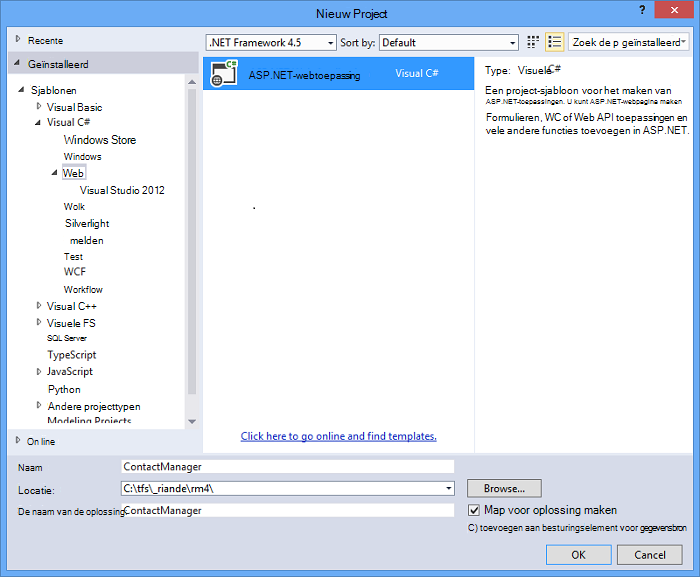 Nieuw Project
?
Recente
.NET Framework 4.5
Sort by:
Default
Zoek de p geïnstalleerd
Geïnstalleerd
Sjablonen
Visual Basic
Visual C#
Windows Store
Windows
Web
Visual Studio 2012
Wolk
Silverlight
melden
Test
WCF
Workflow
Visual C++
Visuele FS
SQL Server
TypeScript
JavaScript
Python
Andere projecttypen
Modeling Projects
On line
ASP.NET-webtoepassing
Visual C#
.
Click here to go online and find templates.
Type: Visuele C#
Een project-sjabloon voor het maken van
ASP.NET-toepassingen. U kunt ASP.NET-webpagina maken
Formulieren, WC of Web API toepassingen en
vele andere functies toevoegen in ASP.NET.
Naam
ContactManager
Locatie:
C:\tfs\_riande\rm4\
Browse...
De naam van de oplossing:
ContactManager
Map voor oplossing maken
C) toevoegen aan besturingselement voor gegevensbron
OK
Cancel